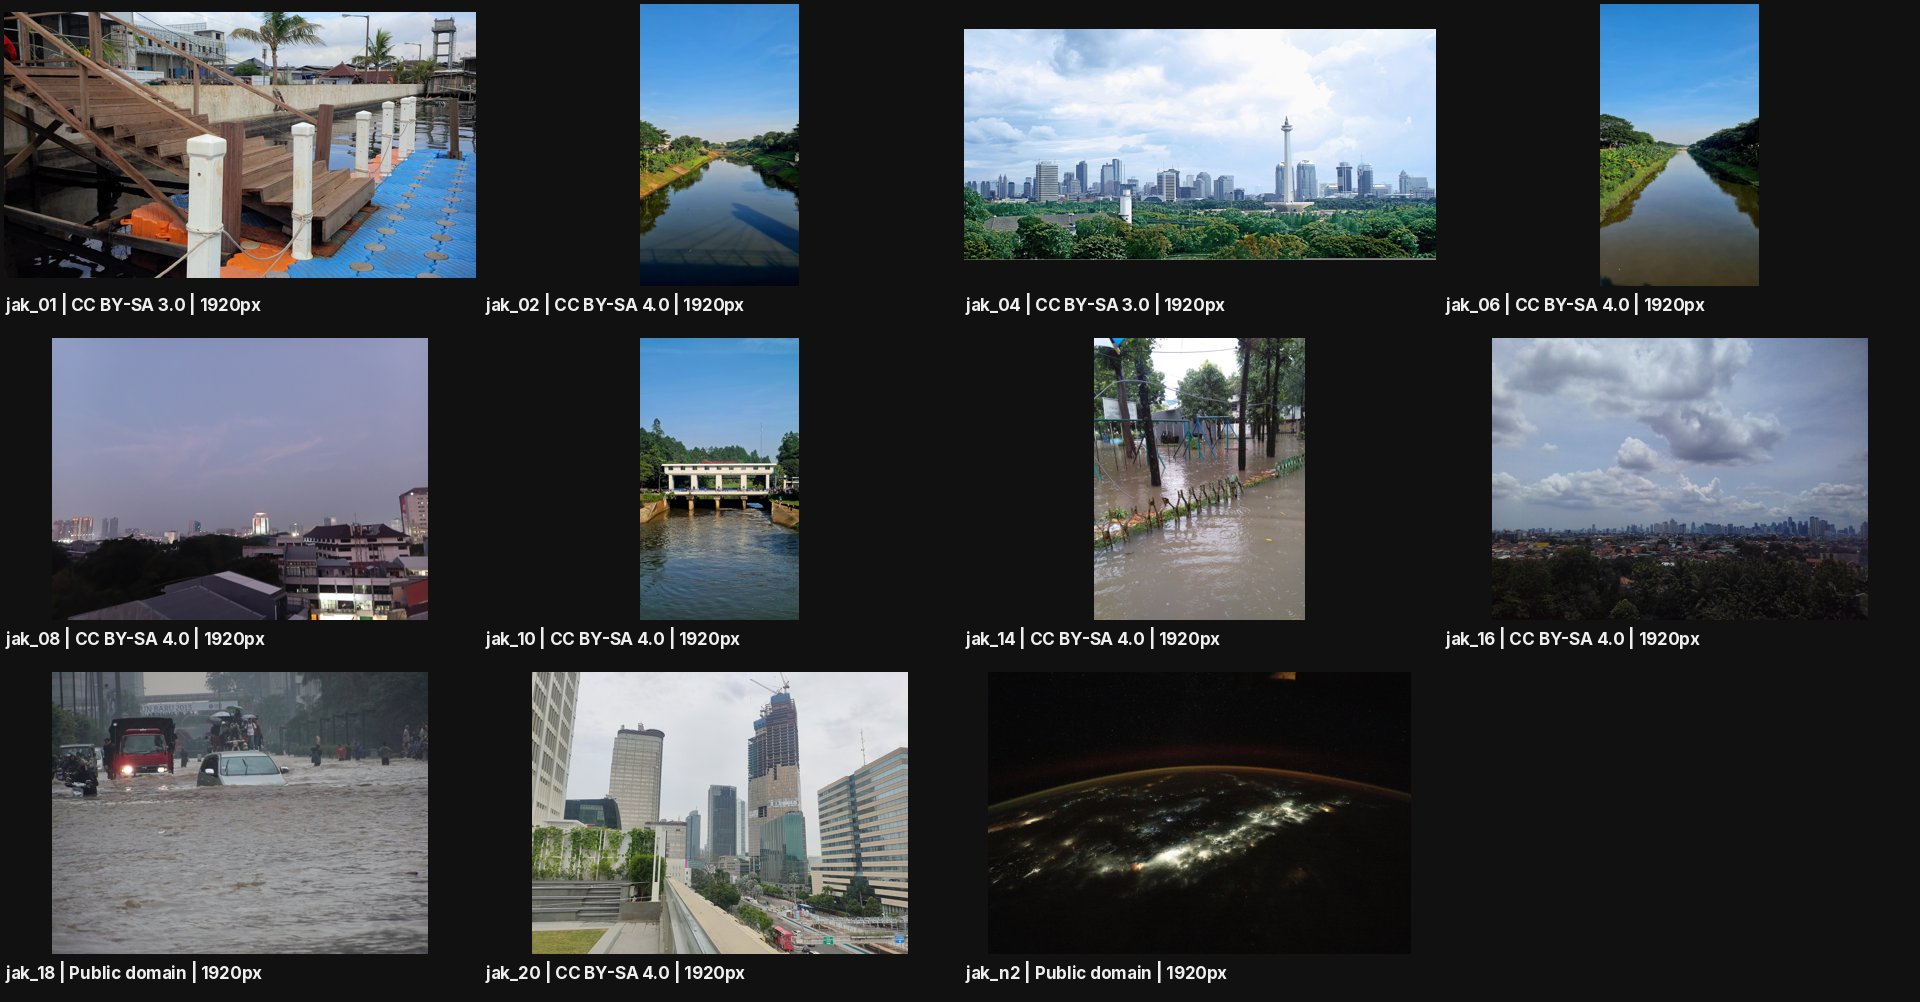 jak_01 | CC BY-SA 3.0 | 1920px
jak_02 | CC BY-SA 4.0 | 1920px
jak_04 | CC BY-SA 3.0 | 1920px
jak_06 | CC BY-SA 4.0 | 1920px
jak_08 | CC BY-SA 4.0 | 1920px
jak_10 | CC BY-SA 4.0 | 1920px
jak_14 | CC BY-SA 4.0 | 1920px
jak_16 | CC BY-SA 4.0 | 1920px
UN BARU 2013
jak_18 | Public domain | 1920px
jak_20 | CC BY-SA 4.0 | 1920px
jak_n2 | Public domain | 1920px